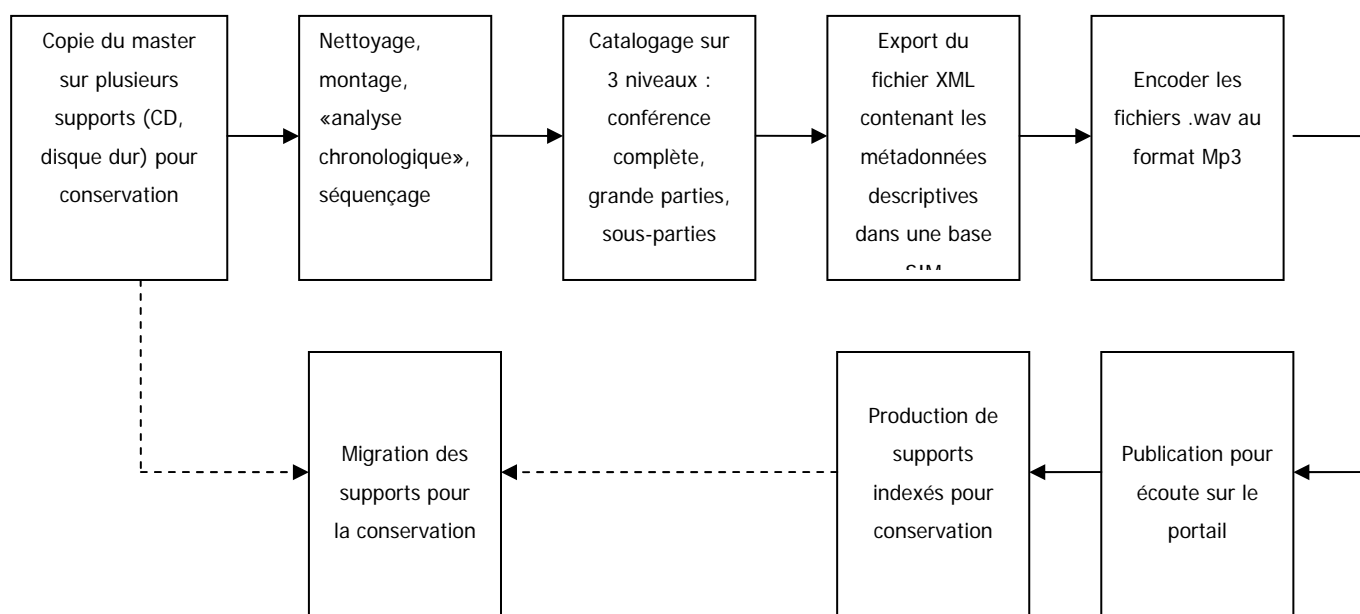 Copie du master
sur plusieurs
supports (CD,
disque dur) pour
conservation
Nettoyage,
montage,
«analyse
chronologique»,
séquençage
Catalogage sur
3 niveaux :
conférence
complète,
grande parties,
sous-parties
Export du
fichier XML
contenant les
métadonnées
descriptives
dans une base
SIM
Encoder les
fichiers .wav au
format Mp3
Migration des
supports pour
la conservation
Production de
supports
indexés pour
conservation
Publication pour
écoute sur le
portail